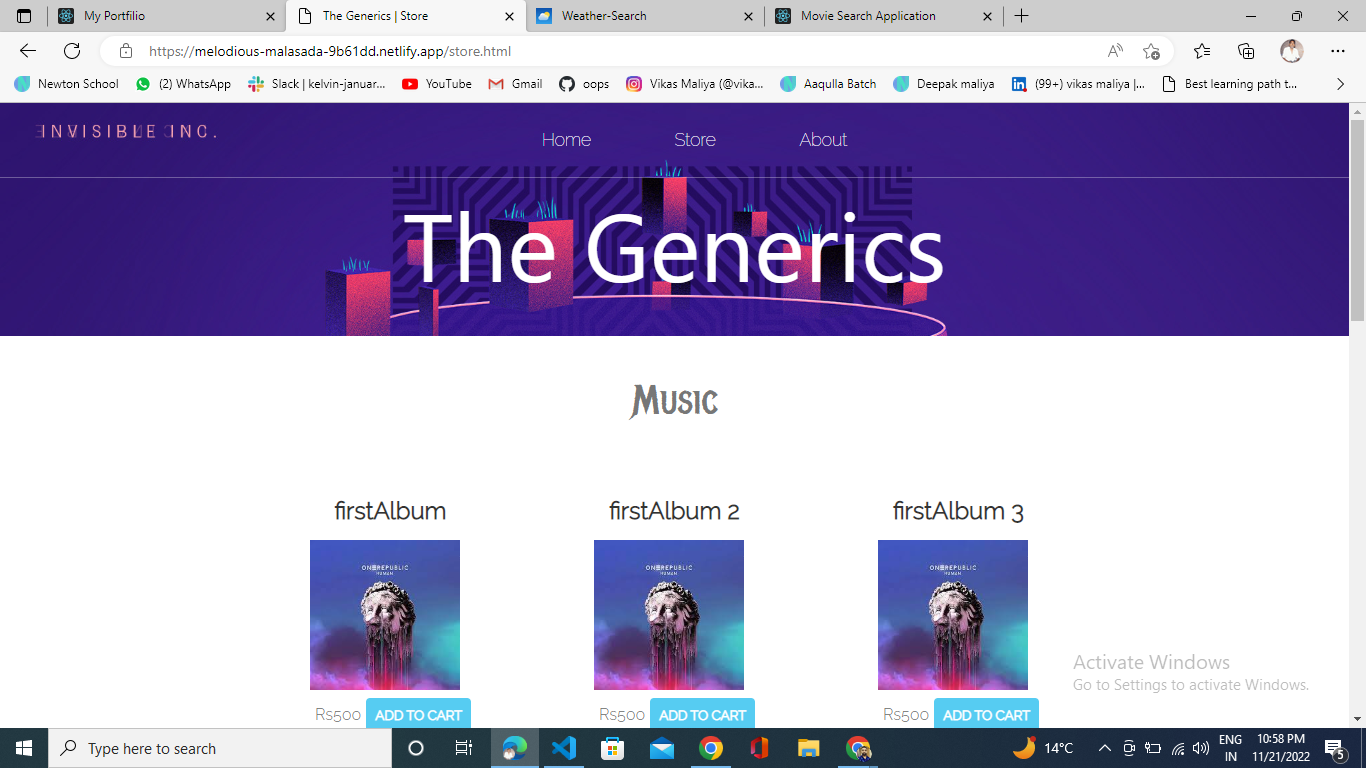 My Portfilio
The Generics | Store
Weather-Search
Movie Search Application
https://melodious-malasada-9b61dd.netlify.app/store.html
Newton School
(2) WhatsApp
Slack | kelvin-januar...
YouTube
Gmail
oops
Vikas Maliya (@vika...
Aaqulla Batch
Deepak maliya
(99+) vikas maliya |...
Best learning path t...
INVISIBLE INC.
Home
Store
About
The Generics
Music
firstAlbum
firstAlbum 2
firstAlbum 3
ONEREPUBLIC
HUMAN
ONEREPUBLIC
HUMAN
ONEREPUBLIC
HUMAN
Rs500 ADD TO CART
Rs500 ADD TO CART
Rs500 ADD TO CART
Activate Windows
Go to Settings to activate Windows.
Type here to search
14°C
ENG
IN
10:58 PM
11/21/2022
5